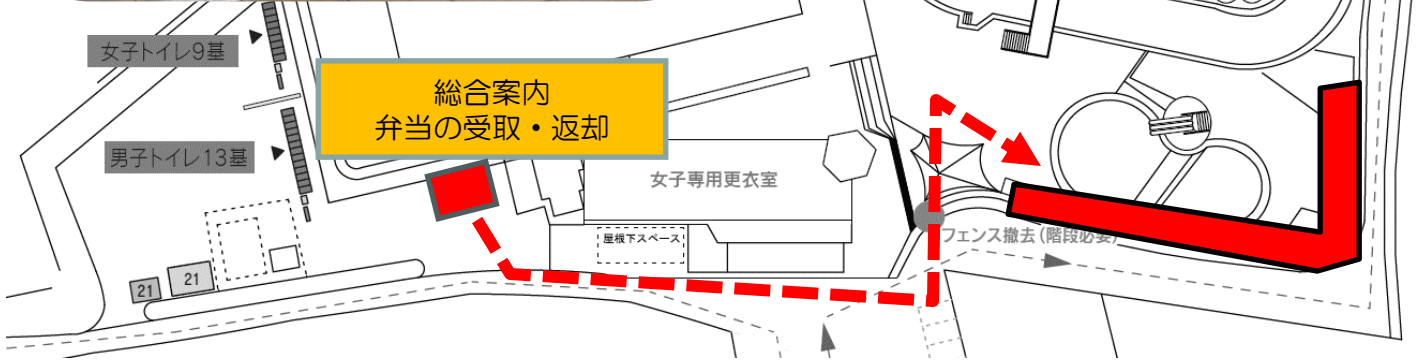 女子トイレ9基
総合案内
弁当の受取・返却
男子トイレ13基
女子専用更衣室
屋根下スペース
フェンス撤去(階段必要)
21
21